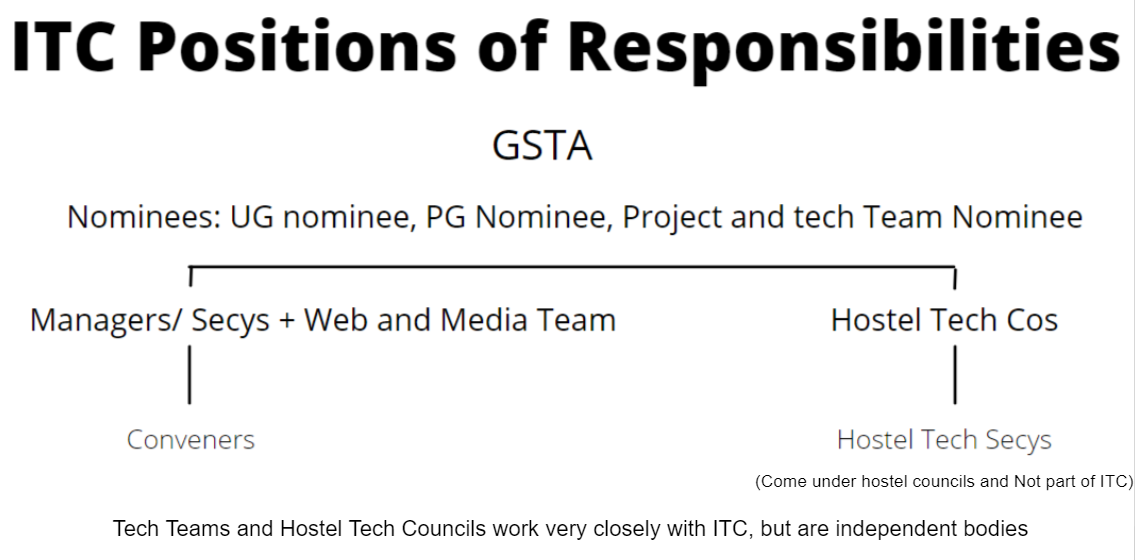 ITC Positions of Responsibilities
GSTA
Nominees: UG nominee, PG Nominee, Project and tech Team Nominee
Managers/ Secys + Web and Media Team
Hostel Tech Cos
Conveners
Hostel Tech Secys
(Come under hostel councils and Not part of ITC)
Tech Teams and Hostel Tech Councils work very closely with ITC, but are independent bodies